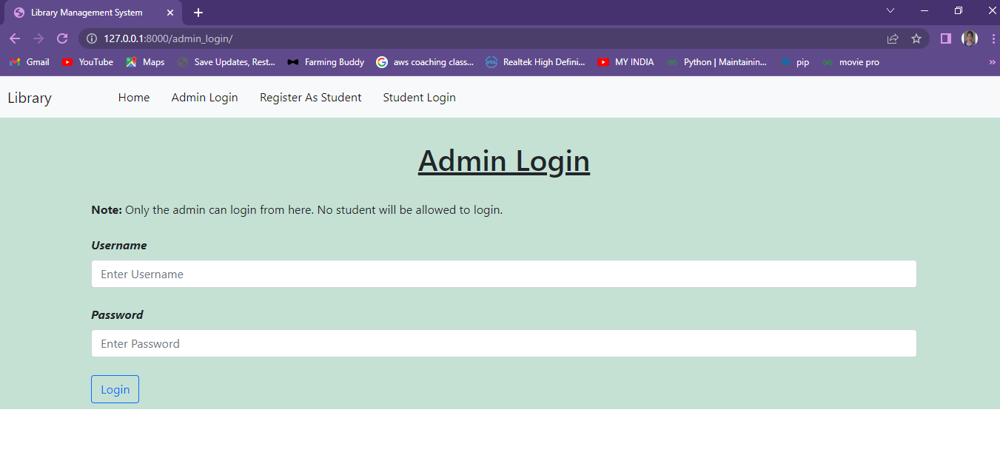 Library Management System
127.0.0.1:8000/admin_login/
Gmail YouTube Maps Save Updates, Rest... Farming Buddy aws coaching class... Realtek High Defini... MY INDIA Python | Maintainin... pip movie pro »
Library Home Admin Login Register As Student Student Login
Admin Login
Note: Only the admin can login from here. No student will be allowed to login.
Username
Enter Username
Password
Enter Password
Login